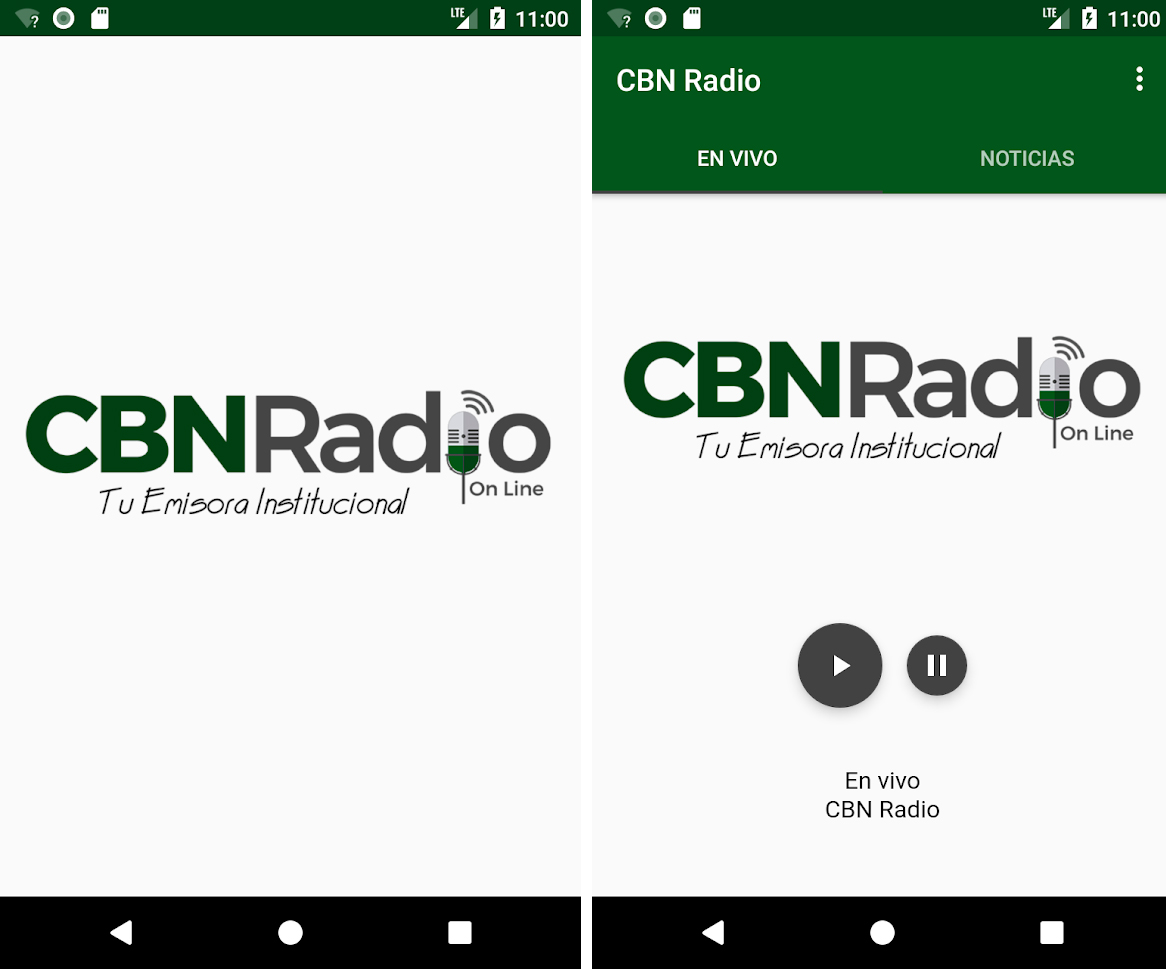 LTE 11:00
CBNRadio
On Line
Tu Emisora Institucional
LTE 11:00
CBN Radio
EN VIVO NOTICIAS
CBNRadio
On Line
Tu Emisora Institucional
En vivo
CBN Radio